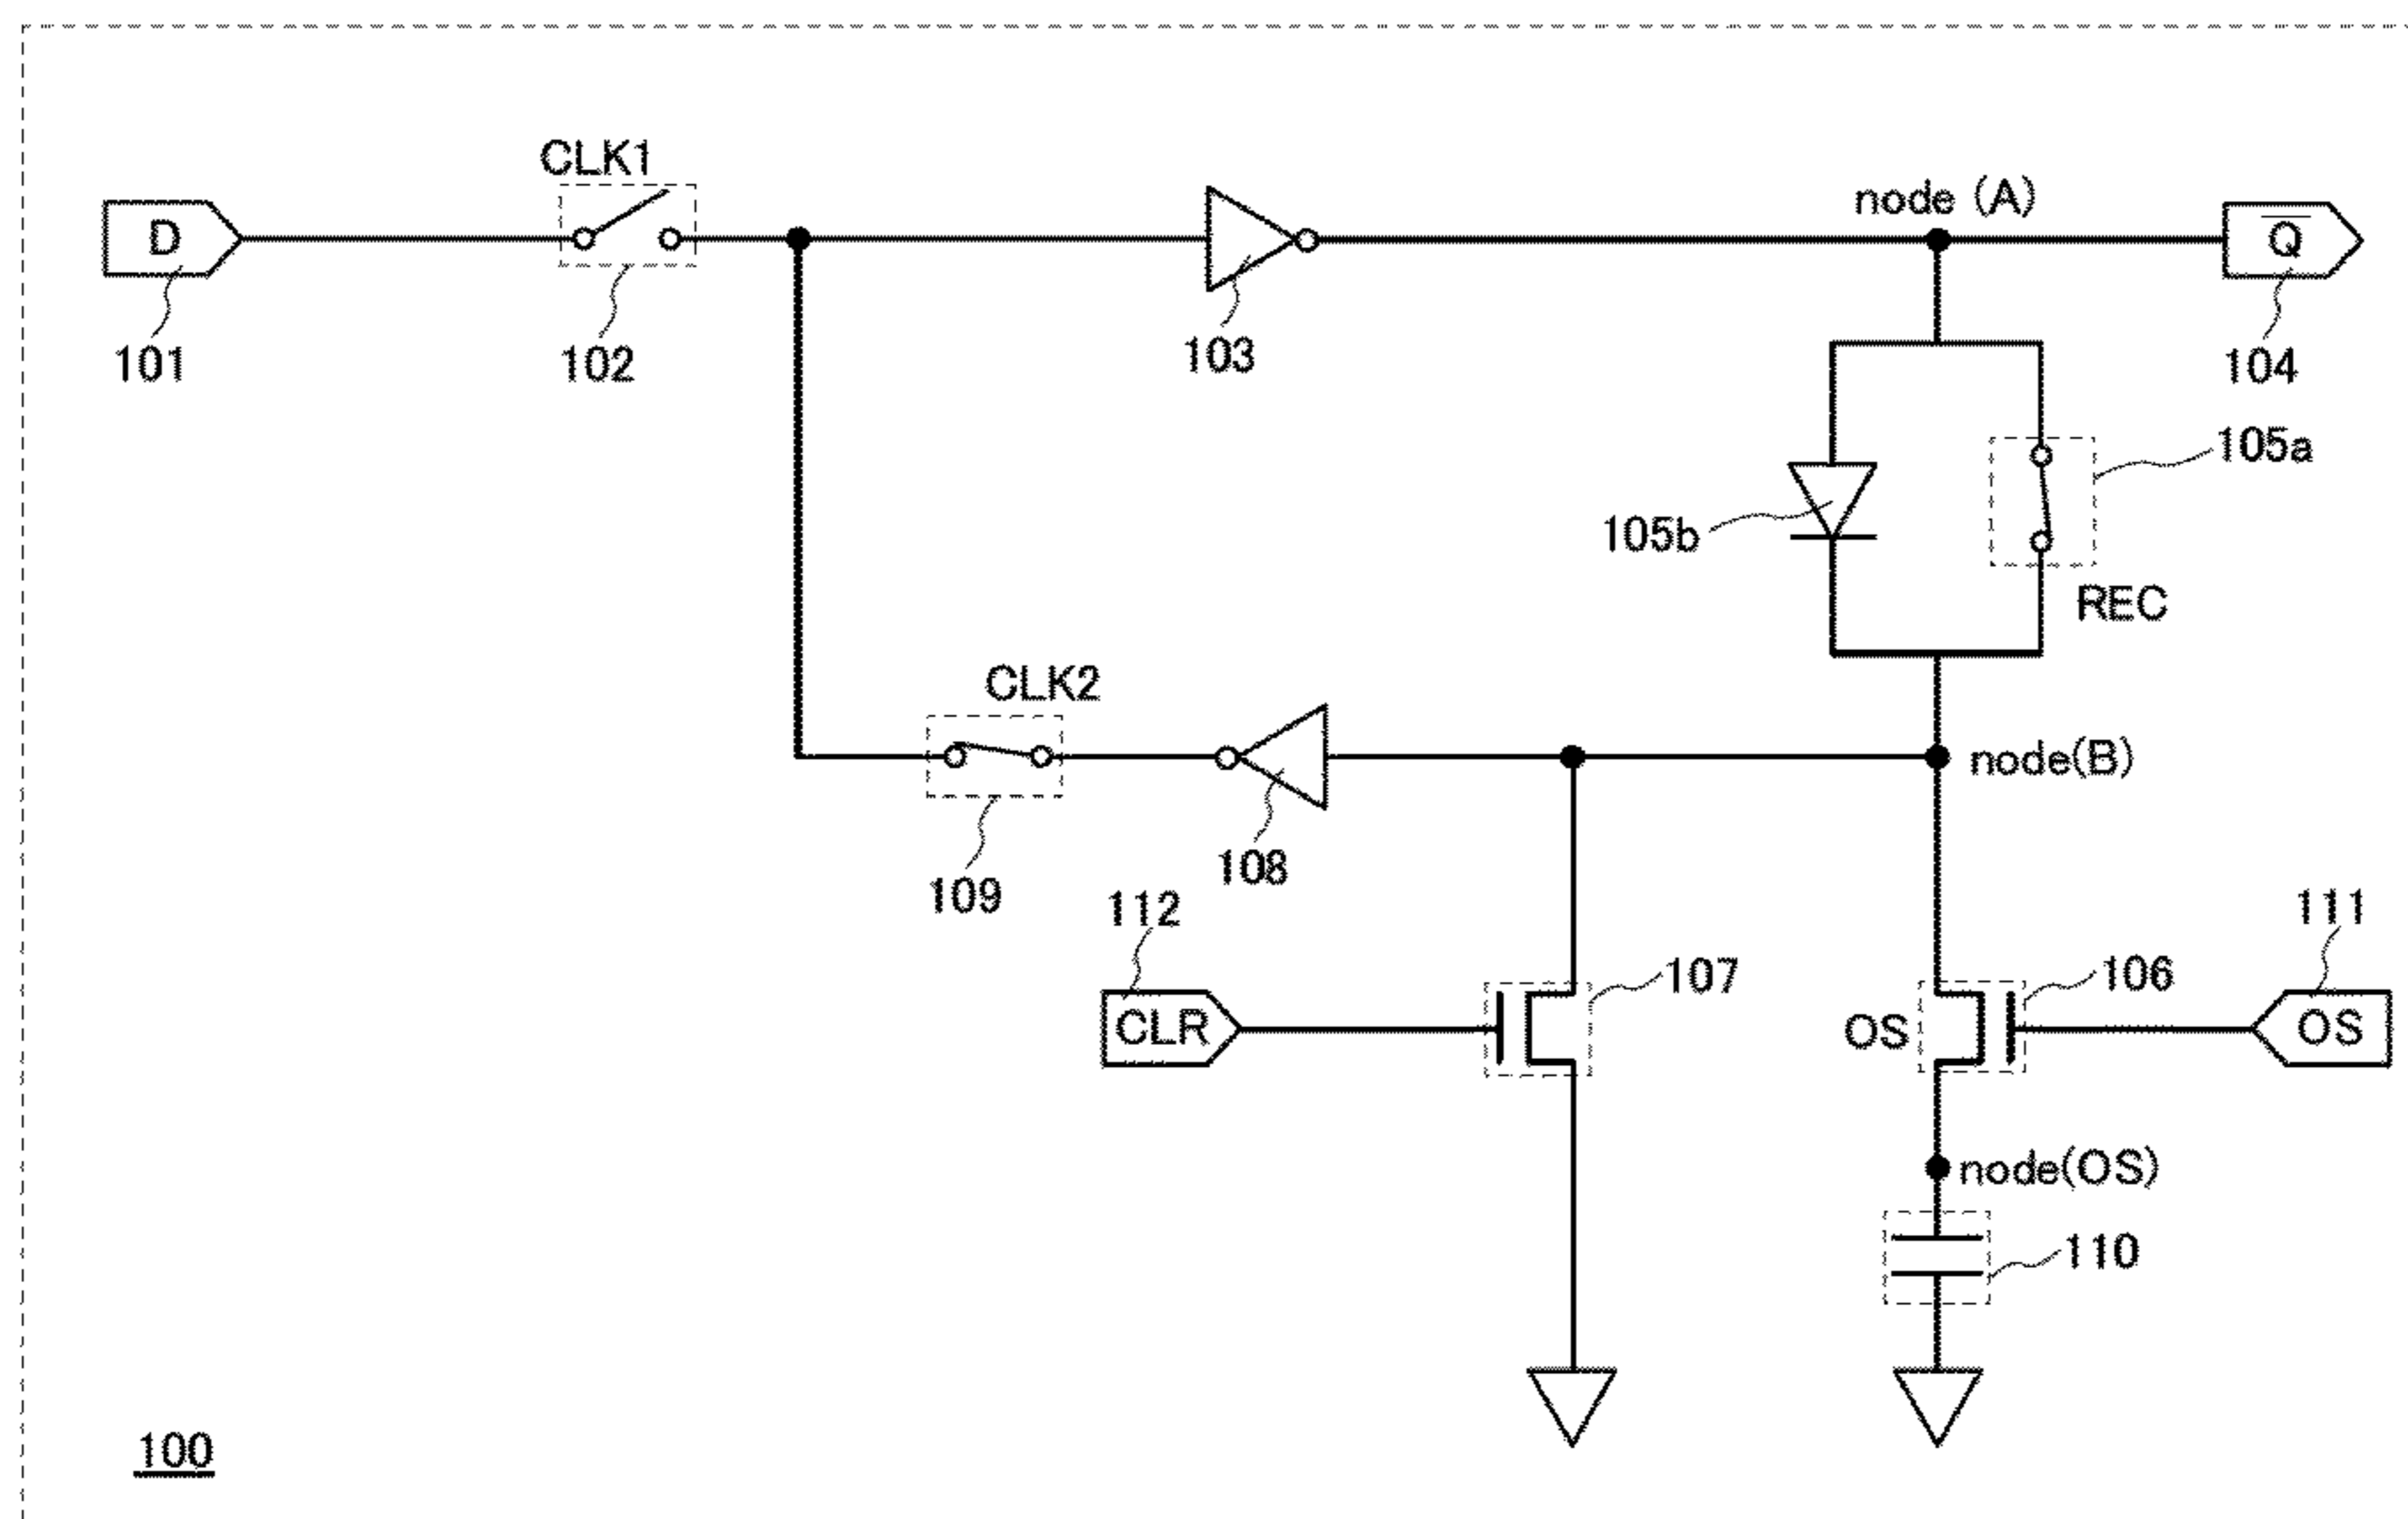 CLK1
D
node (A)
Q̅
101
102
103
104
105a
105b
REC
CLK2
node(B)
108
109
112
111
107
106
CLR
OS
OS
node(OS)
110
100